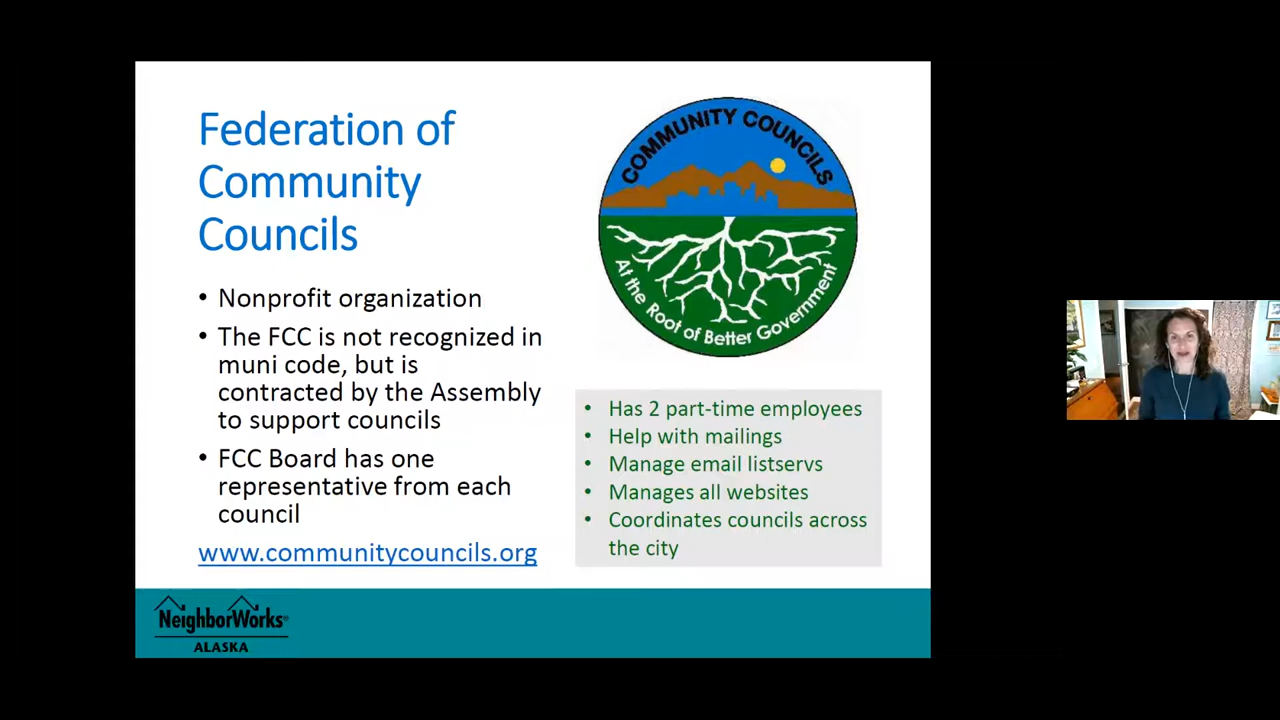 Federation of
Community
Councils
• Nonprofit organization
• The FCC is not recognized in
muni code, but is
contracted by the Assembly
to support councils
• FCC Board has one
representative from each
council
www.communitycouncils.org
COMMUNITY COUNCILS
At the Root of Better Government
• Has 2 part-time employees
• Help with mailings
• Manage email listservs
• Manages all websites
• Coordinates councils across
the city
NeighborWorks®
ALASKA